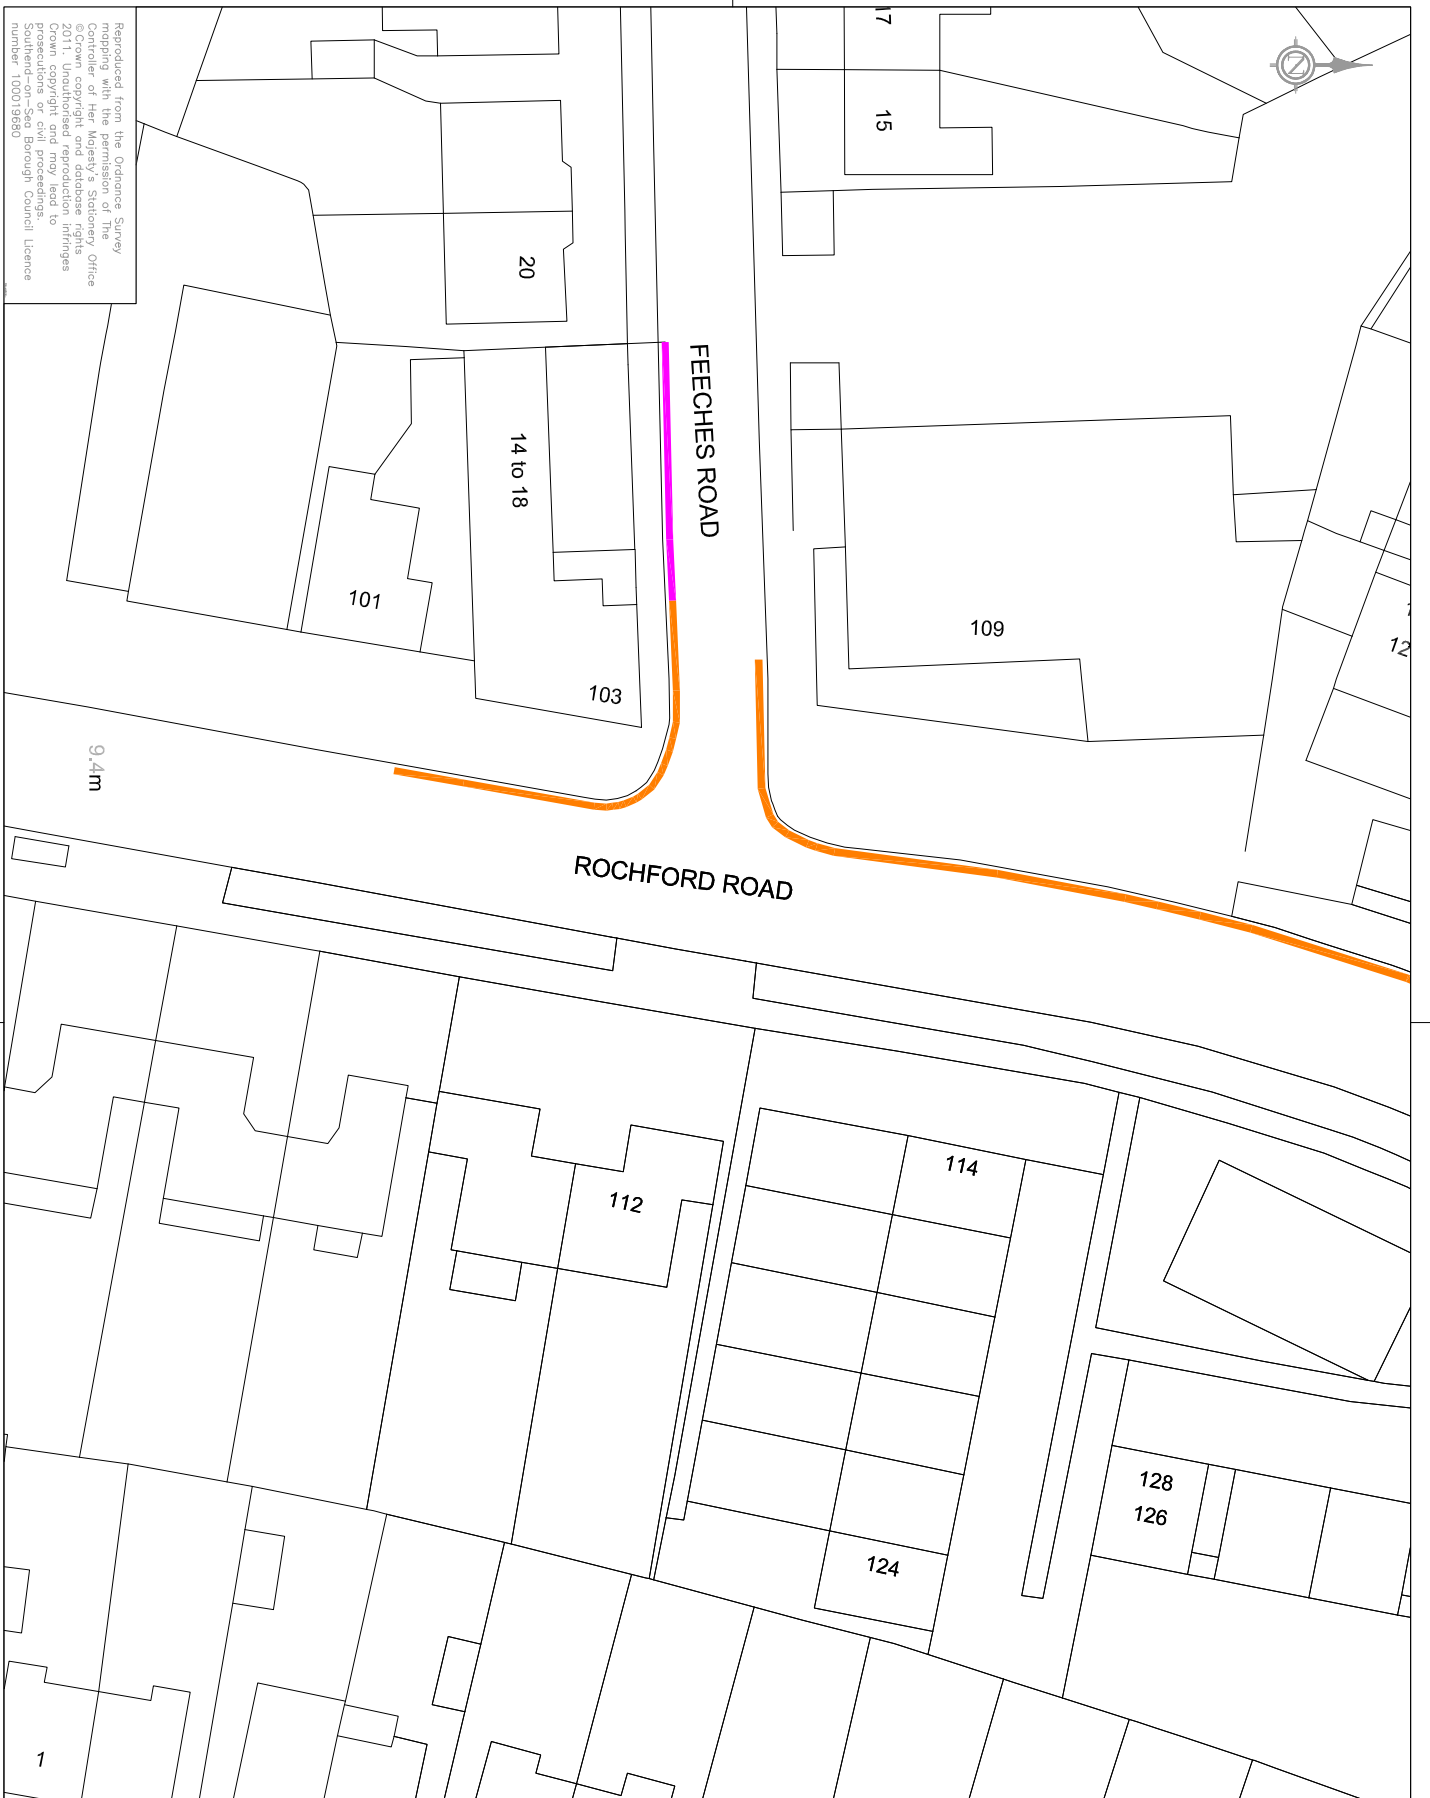 Reproduced from the Ordnance Survey
mapping with the permission of The
Controller of Her Majesty's Stationery Office
©Crown copyright and database rights
2011. Unauthorised reproduction infringes
Crown copyright and may lead to
prosecutions or civil proceedings.
Southend-on-Sea Borough Council Licence
number 100019680
17
15
N
20
FEECHES ROAD
14 to 18
101
103
109
12
9.4m
ROCHFORD ROAD
112
114
128
126
124
1